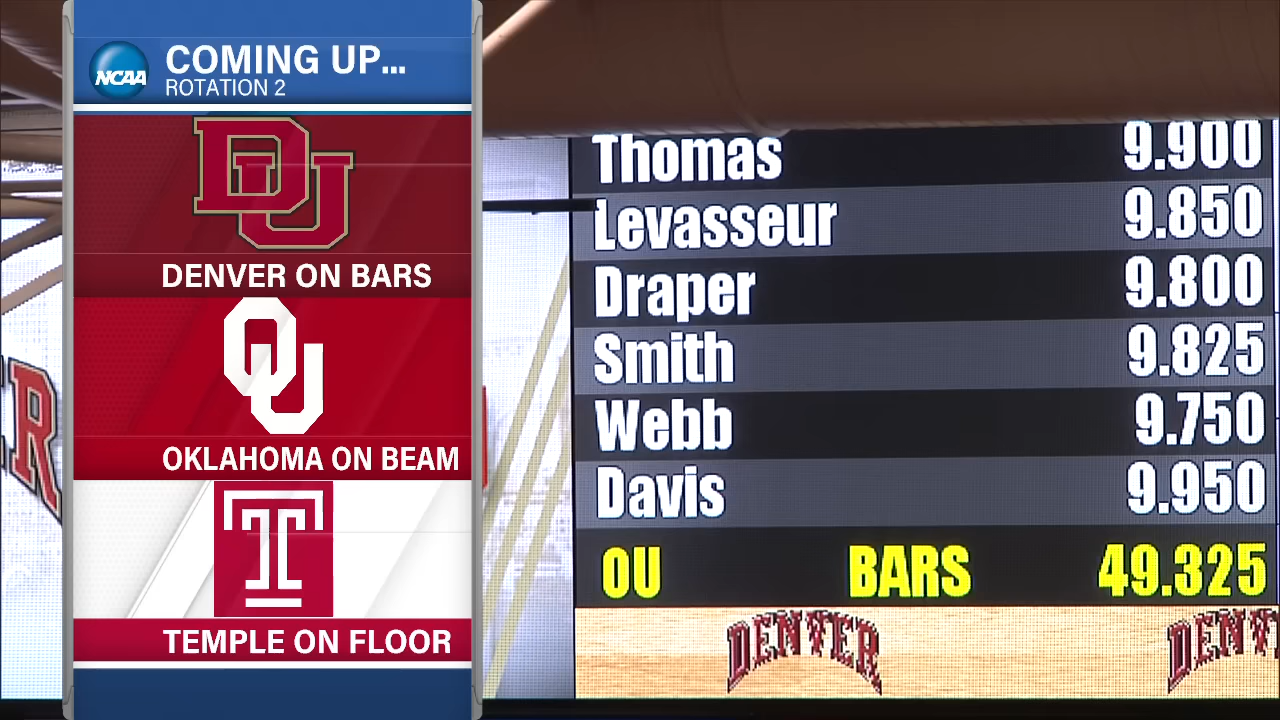 NCAA
COMING UP...
ROTATION 2
DU
DENVER ON BARS
OU
OKLAHOMA ON BEAM
T
TEMPLE ON FLOOR
R
Thomas 9.900
Levasseur 9.850
Draper 9.800
Smith 9.825
Webb 9.750
Davis 9.950
OU BARS 49.325
DENVER DENV